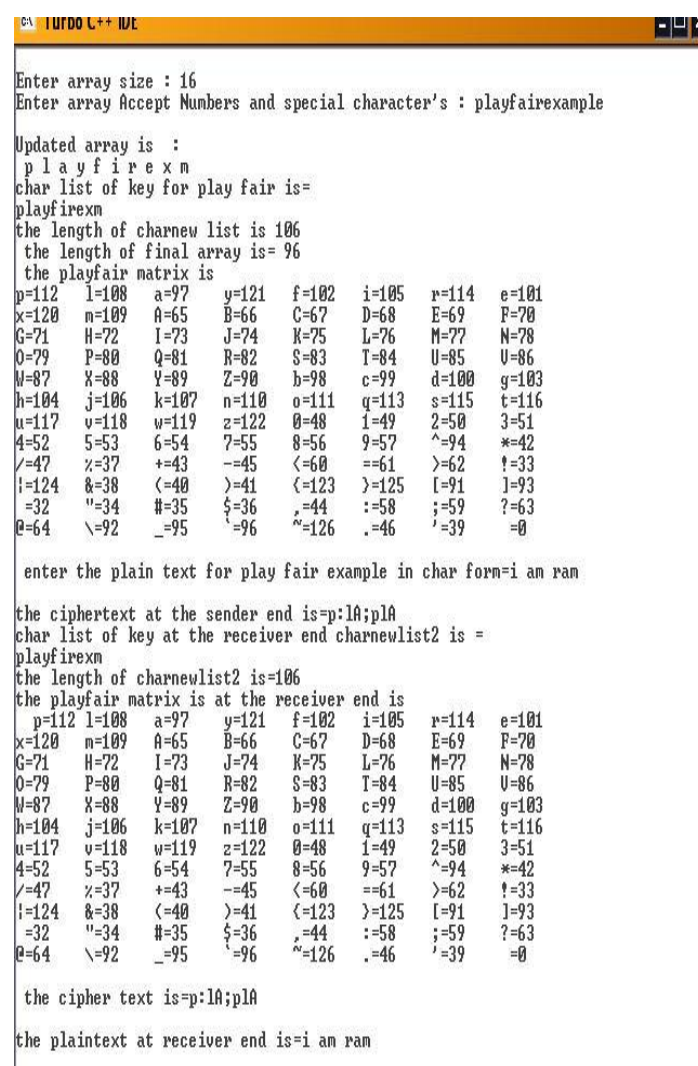 Turbo C++ IDE
Enter array size : 16
Enter array Accept Numbers and special character's : playfairexample
Updated array is  :
p l a y f i r e x m
char list of key for play fair is=
playfirexm
the length of charnew list is 106
the length of final array is= 96
the playfair matrix is
p=112 l=108 a=97 y=121 f=102 i=105 r=114 e=101
x=120 m=109 A=65 B=66 C=67 D=68 E=69 F=70
G=71 H=72 I=73 J=74 K=75 L=76 M=77 N=78
O=79 P=80 Q=81 R=82 S=83 T=84 U=85 V=86
W=87 X=88 Y=89 Z=90 b=98 c=99 d=100 g=103
h=104 j=106 k=107 n=110 o=111 q=113 s=115 t=116
u=117 v=118 w=119 z=122 0=48 1=49 2=50 3=51
4=52 5=53 6=54 7=55 8=56 9=57 ^=94 *=42
/=47 %=37 +=43 -=45 <=60 ==61 >=62 !=33
|=124 &=38 (=40 )=41 {=123 }=125 [=91 ]=93
=32 "=34 #=35 $=36 ,=44 :=58 ;=59 ?=63
@=64 \=92 _=95 `=96 ~=126 .=46 '=39 =0
enter the plain text for play fair example in char form=i am ram
the ciphertext at the sender end is=p:lA;plA
char list of key at the receiver end charnewlist2 is =
playfirexm
the length of charnewlist2 is=106
the playfair matrix is at the receiver end is
p=112 l=108 a=97 y=121 f=102 i=105 r=114 e=101
x=120 m=109 A=65 B=66 C=67 D=68 E=69 F=70
G=71 H=72 I=73 J=74 K=75 L=76 M=77 N=78
O=79 P=80 Q=81 R=82 S=83 T=84 U=85 V=86
W=87 X=88 Y=89 Z=90 b=98 c=99 d=100 g=103
h=104 j=106 k=107 n=110 o=111 q=113 s=115 t=116
u=117 v=118 w=119 z=122 0=48 1=49 2=50 3=51
4=52 5=53 6=54 7=55 8=56 9=57 ^=94 *=42
/=47 %=37 +=43 -=45 <=60 ==61 >=62 !=33
|=124 &=38 (=40 )=41 {=123 }=125 [=91 ]=93
=32 "=34 #=35 $=36 ,=44 :=58 ;=59 ?=63
@=64 \=92 _=95 `=96 ~=126 .=46 '=39 =0
the cipher text is=p:lA;plA
the plaintext at receiver end is=i am ram